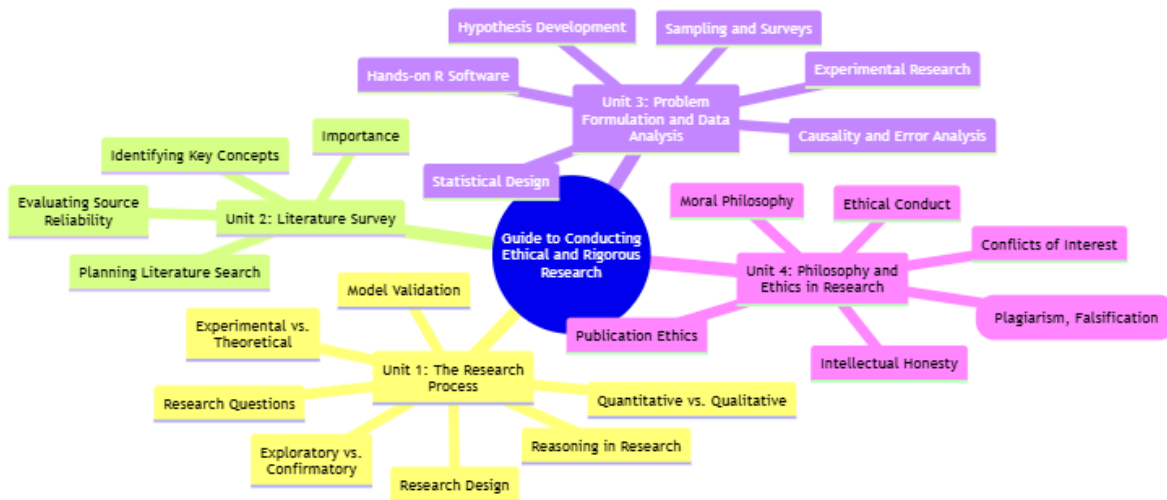 Guide to Conducting
Ethical and Rigorous
Research
Unit 1: The Research
Process
Model Validation
Experimental vs.
Theoretical
Research Questions
Exploratory vs.
Confirmatory
Research Design
Reasoning in Research
Quantitative vs. Qualitative
Unit 2: Literature Survey
Importance
Identifying Key Concepts
Evaluating Source
Reliability
Planning Literature Search
Unit 3: Problem
Formulation and Data
Analysis
Hypothesis Development
Sampling and Surveys
Hands-on R Software
Experimental Research
Causality and Error Analysis
Statistical Design
Unit 4: Philosophy and
Ethics in Research
Moral Philosophy
Ethical Conduct
Conflicts of Interest
Plagiarism, Falsification
Intellectual Honesty
Publication Ethics